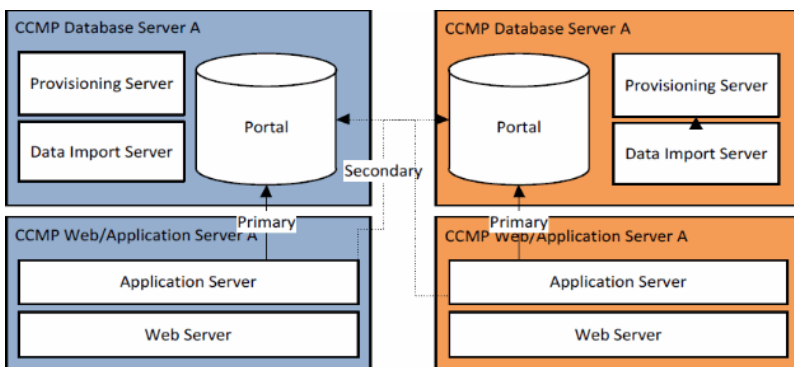 CCMP Database Server A
Provisioning Server
Data Import Server
Portal
CCMP Database Server A
Portal
Provisioning Server
Data Import Server
Secondary
Primary
Primary
CCMP Web/Application Server A
Application Server
Web Server
CCMP Web/Application Server A
Application Server
Web Server